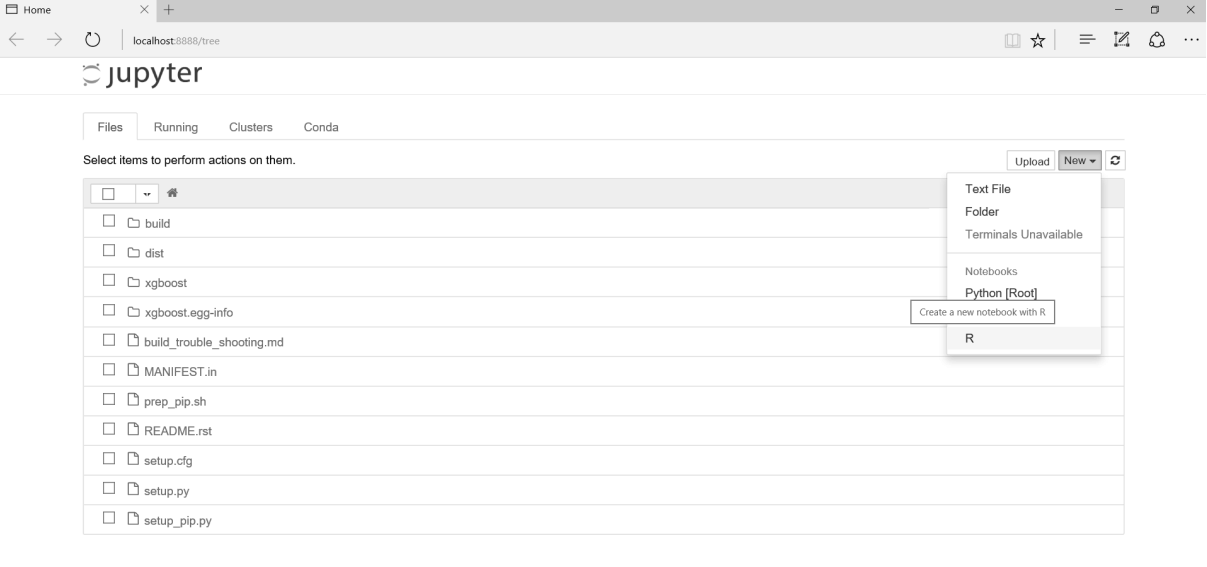 Home
localhost:8888/tree
jupyter
Files Running Clusters Conda
Select items to perform actions on them.
Upload New
Text File
Folder
Terminals Unavailable
Notebooks
Python [Root]
Create a new notebook with R
R
build
dist
xgboost
xgboost.egg-info
build_trouble_shooting.md
MANIFEST.in
prep_pip.sh
README.rst
setup.cfg
setup.py
setup_pip.py